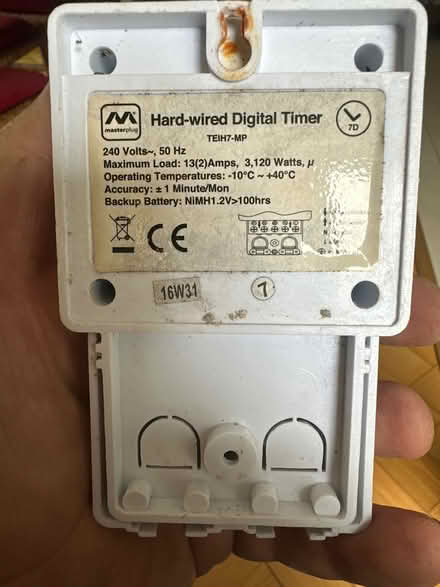 masterplug
Hard-wired Digital Timer
TEIH7-MP
7D
240 Volts~, 50 Hz
Maximum Load: 13(2)Amps, 3,120 Watts, µ
Operating Temperatures: -10°C ~ +40°C
Accuracy: ± 1 Minute/Mon
Backup Battery: NiMH1.2V>100hrs
CE
16W31
7